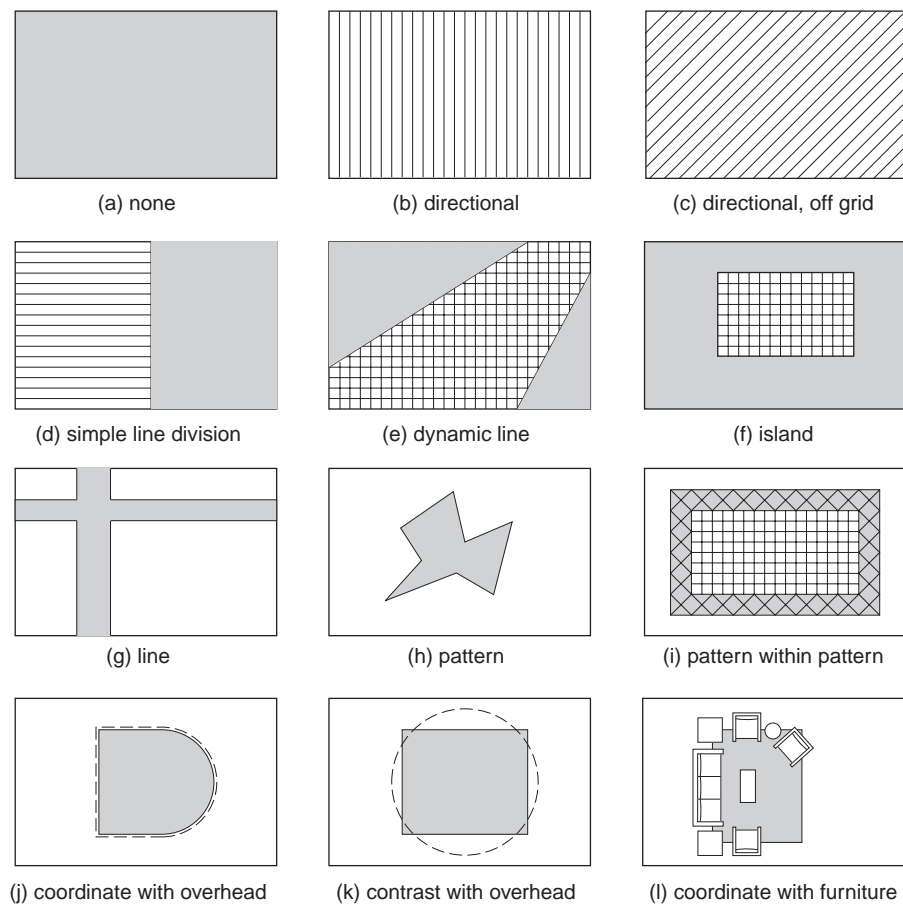 (a) none
(b) directional
(c) directional, off grid
(d) simple line division
(e) dynamic line
(f) island
(g) line
(h) pattern
(i) pattern within pattern
(j) coordinate with overhead
(k) contrast with overhead
(l) coordinate with furniture